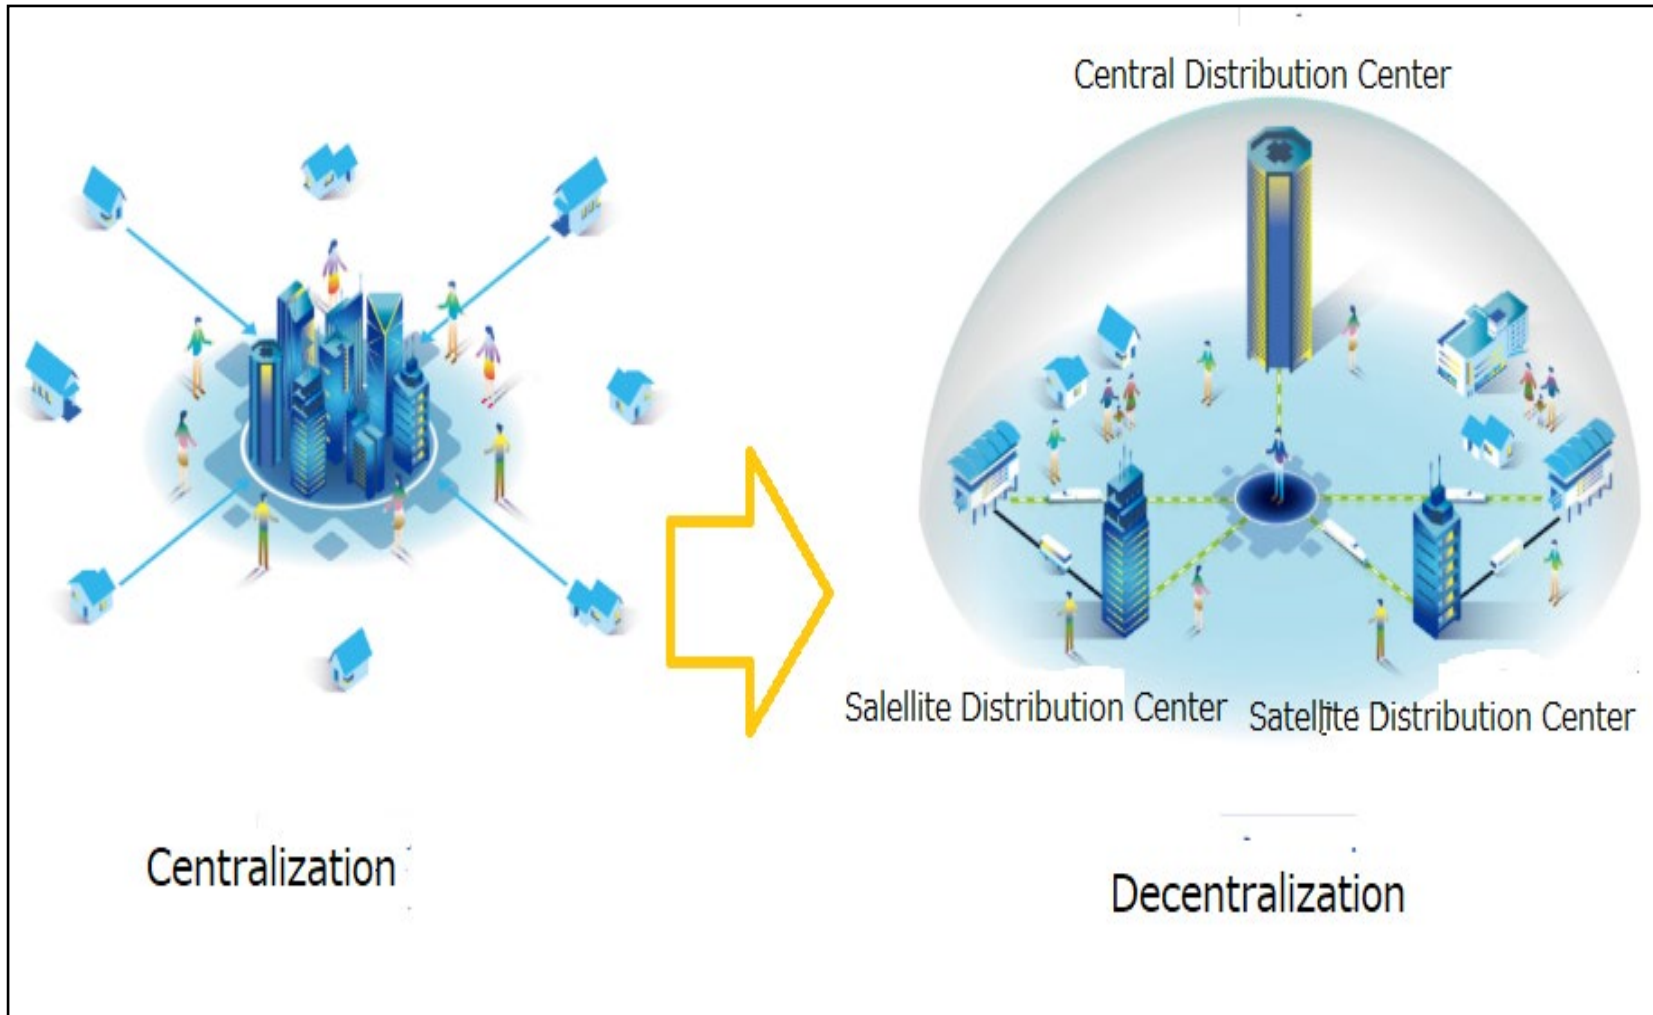 Central Distribution Center
Salellite Distribution Center
Satellite Distribution Center
Centralization
Decentralization